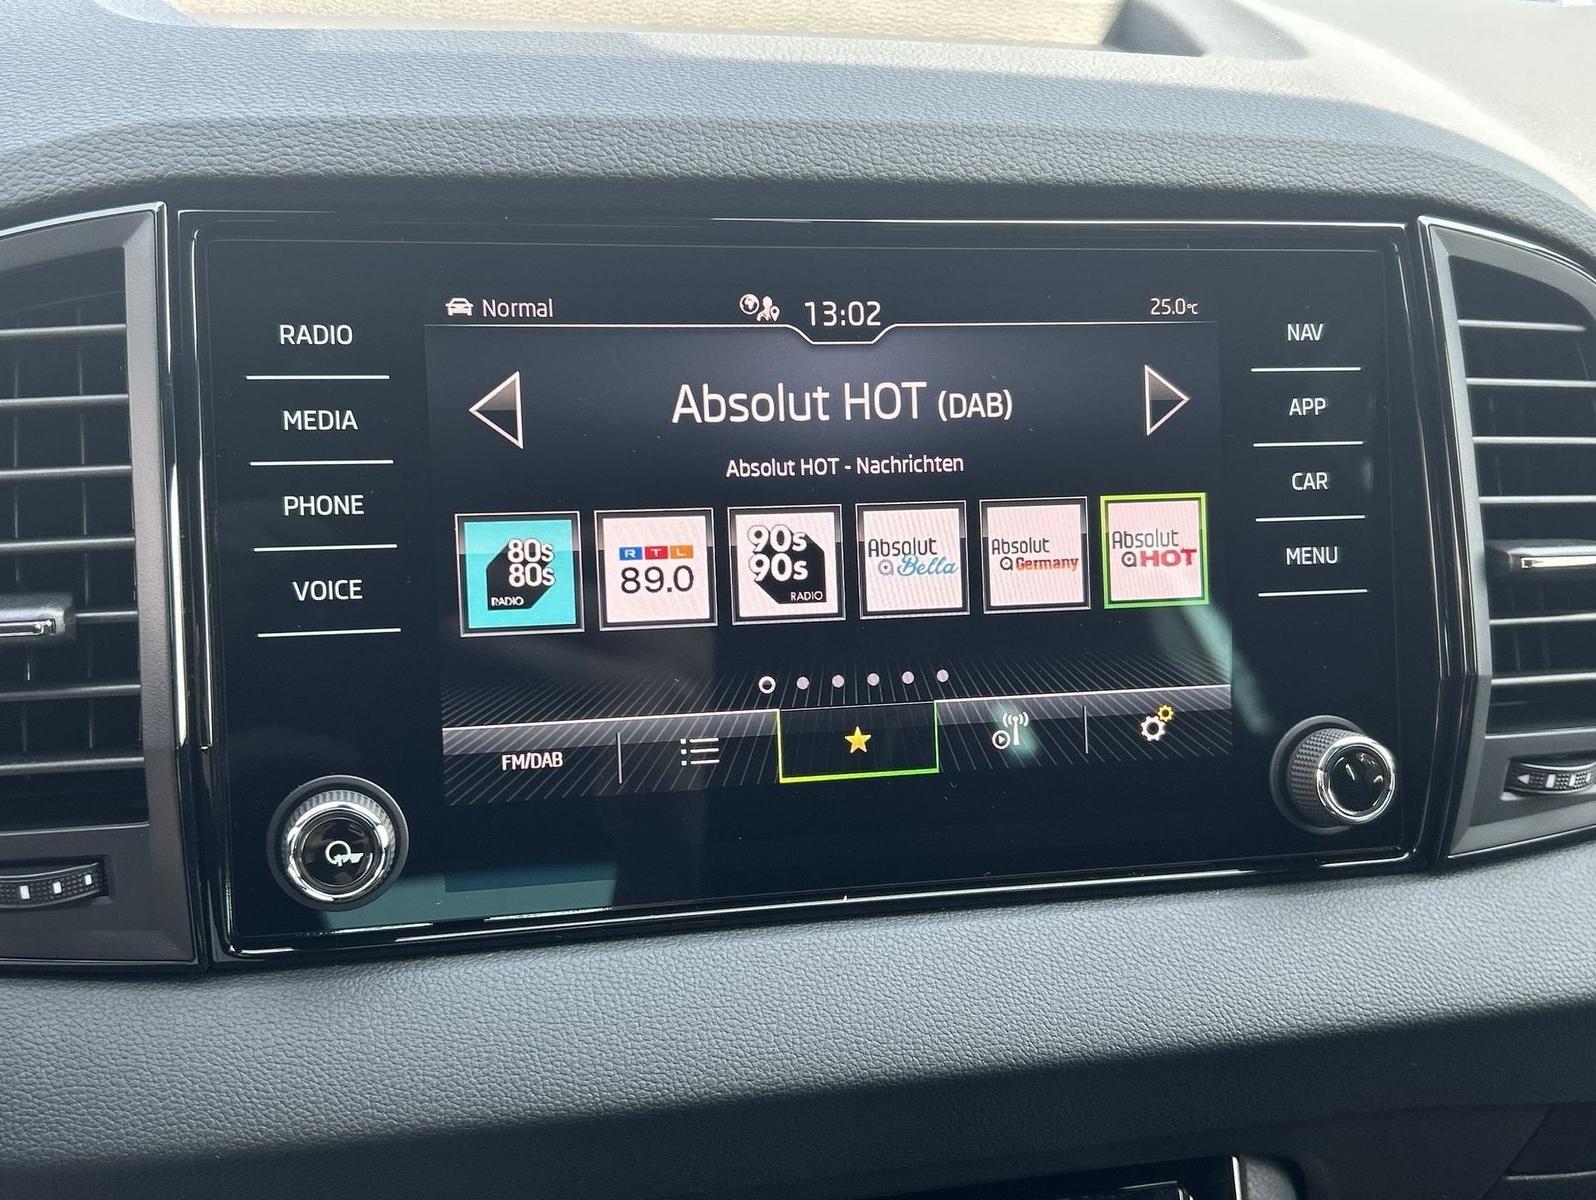 Normal
13:02
25.0°C
RADIO
MEDIA
PHONE
VOICE
Absolut HOT (DAB)
Absolut HOT - Nachrichten
80s
80s
RADIO
RTL
89.0
90s
90s
RADIO
Absolut
Bella
Absolut
Germany
Absolut
HOT
FM/DAB
NAV
APP
CAR
MENU